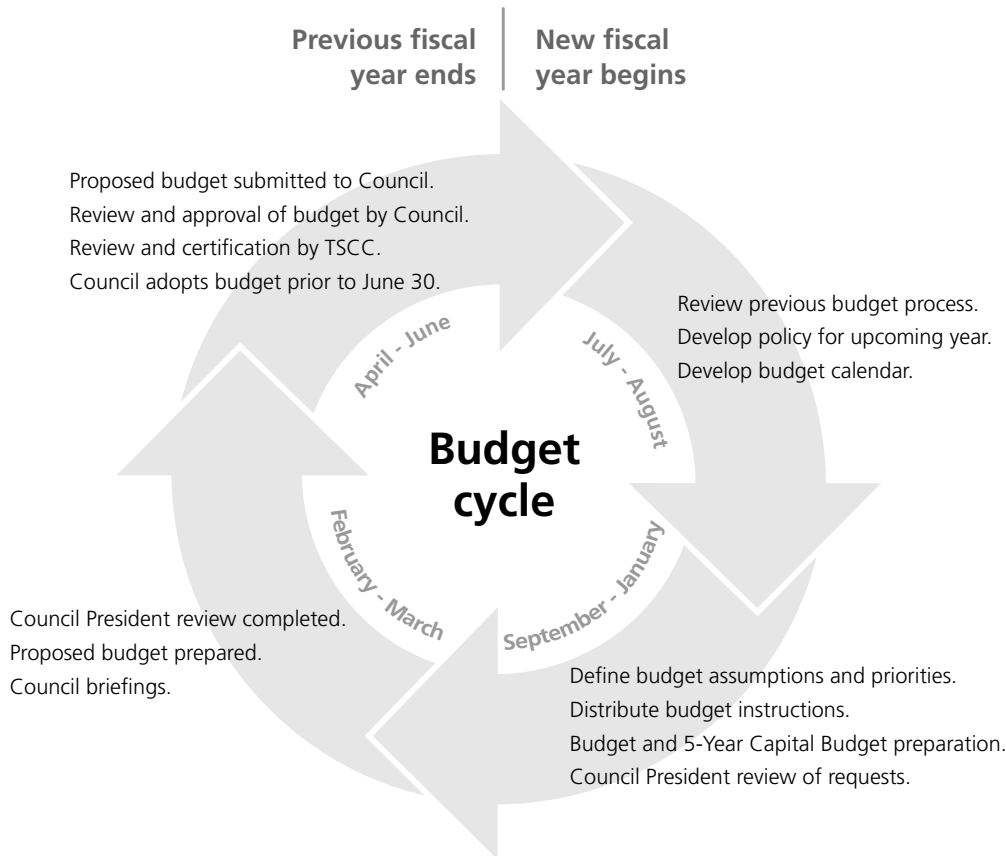 Previous fiscal
year ends
New fiscal
year begins
Proposed budget submitted to Council.
Review and approval of budget by Council.
Review and certification by TSCC.
Council adopts budget prior to June 30.
Review previous budget process.
Develop policy for upcoming year.
Develop budget calendar.
April - June
July - August
Budget
cycle
February - March
September - January
Council President review completed.
Proposed budget prepared.
Council briefings.
Define budget assumptions and priorities.
Distribute budget instructions.
Budget and 5-Year Capital Budget preparation.
Council President review of requests.